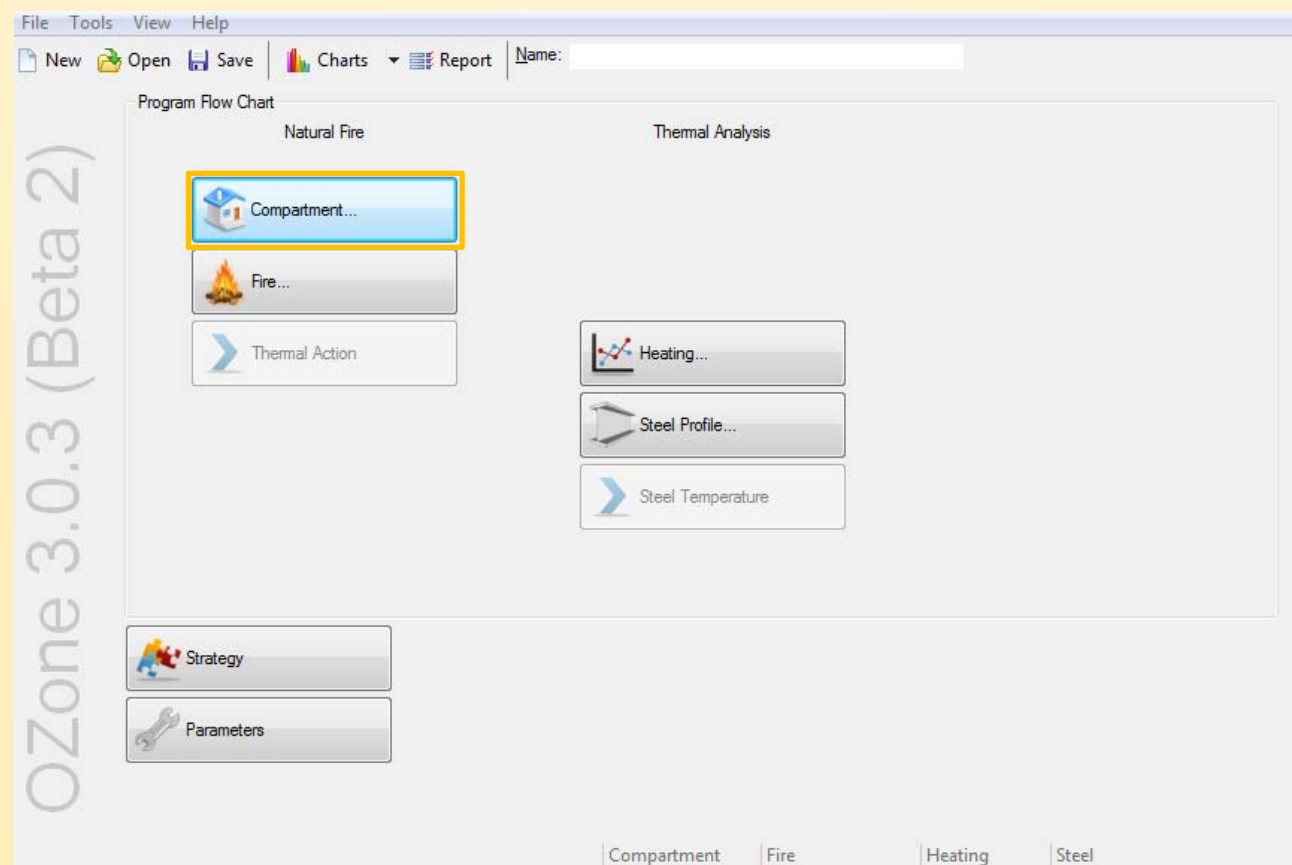 File Tools View Help
New Open Save Charts Report Name:
Program Flow Chart
Natural Fire Thermal Analysis
Compartment...
Fire...
Thermal Action Heating...
Steel Profile...
Steel Temperature
Strategy
Parameters
OZone 3.0.3 (Beta 2)
Compartment Fire Heating Steel